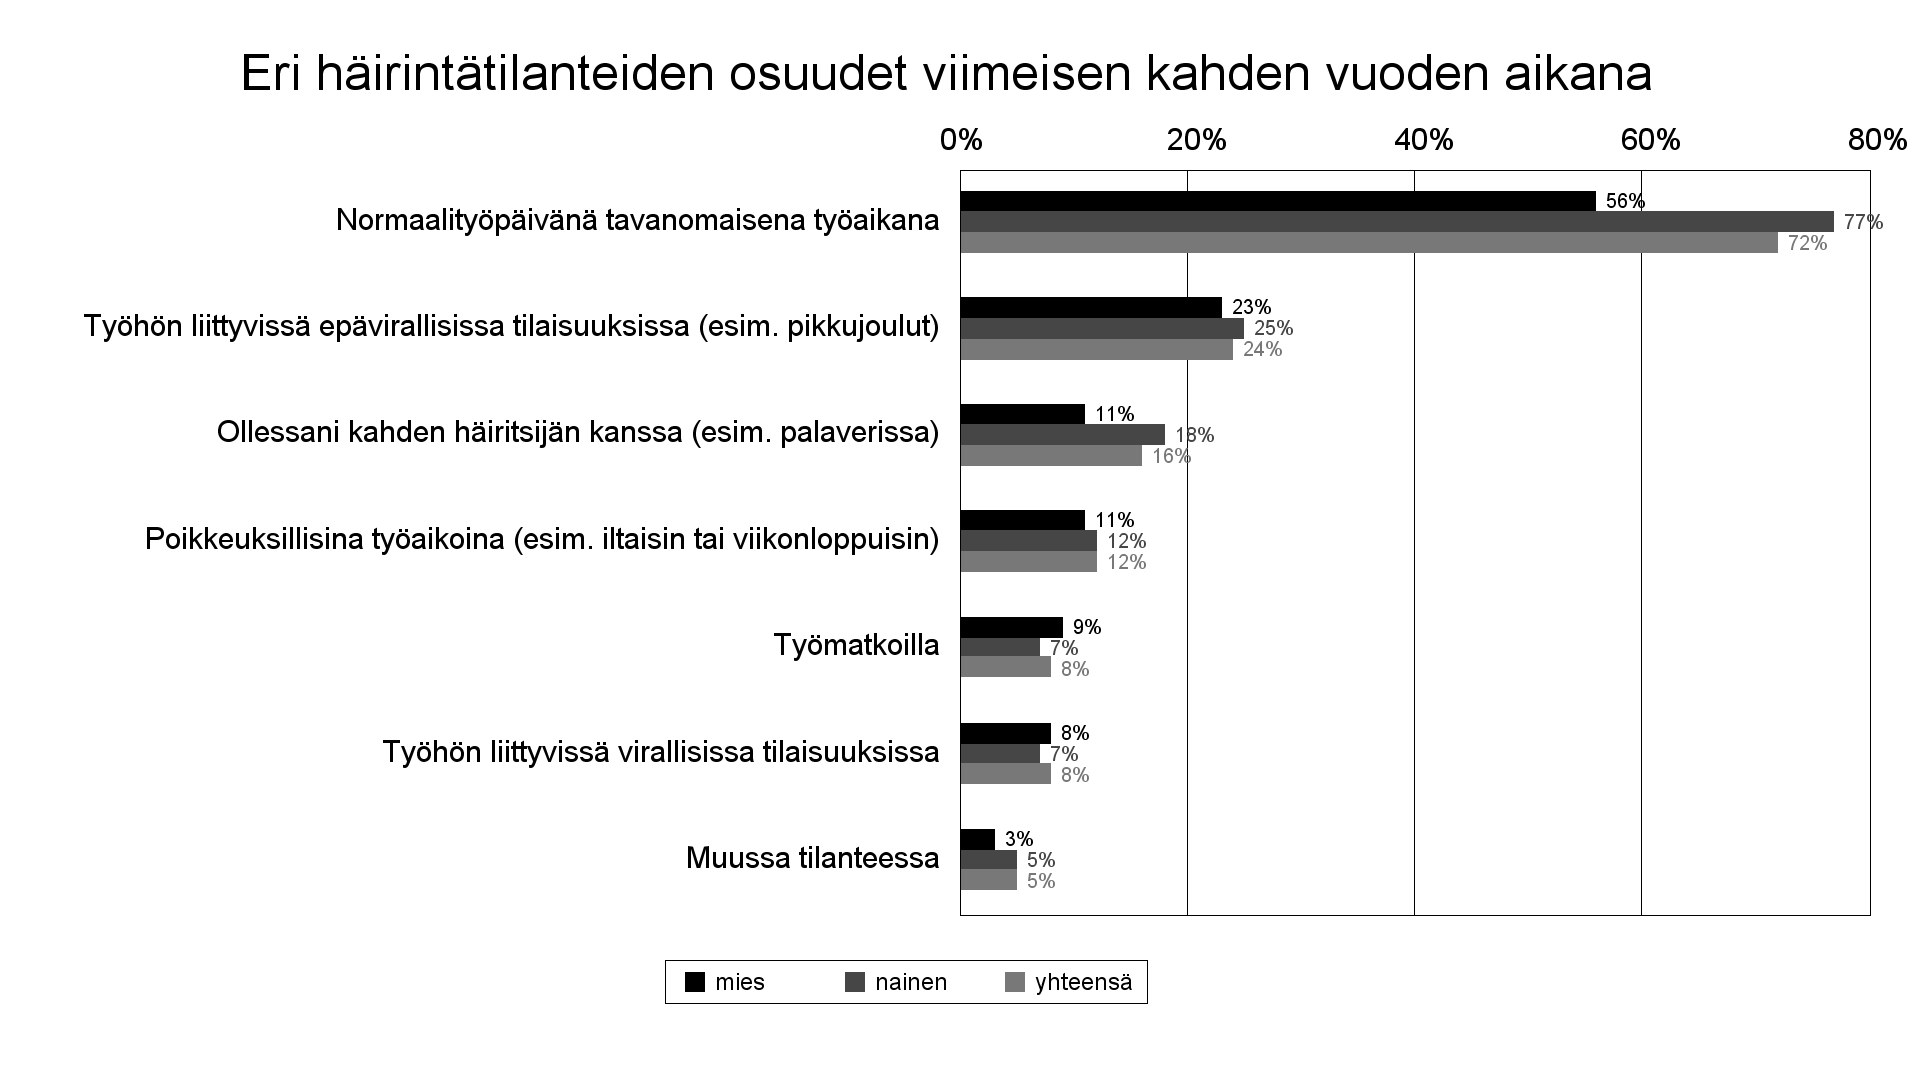 Eri häirintätilanteiden osuudet viimeisen kahden vuoden aikana
0% 20% 40% 60% 80%
Normaalityöpäivänä tavanomaisena työaikana
56%
77%
72%
Työhön liittyvissä epävirallisissa tilaisuuksissa (esim. pikkujoulut)
23%
25%
24%
Ollessani kahden häiritsijän kanssa (esim. palaverissa)
11%
18%
16%
Poikkeuksillisina työaikoina (esim. iltaisin tai viikonloppuisin)
11%
12%
12%
Työmatkoilla
9%
7%
8%
Työhön liittyvissä virallisissa tilaisuuksissa
8%
7%
8%
Muussa tilanteessa
3%
5%
5%
mies nainen yhteensä